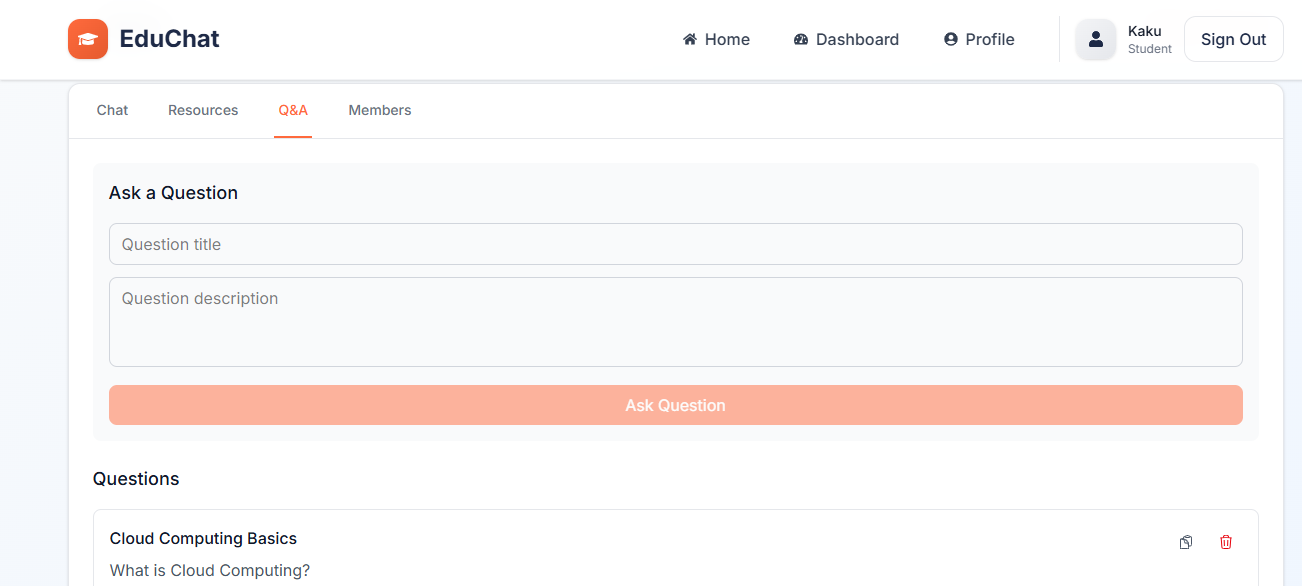 EduChat
Home
Dashboard
Profile
Kaku
Student
Sign Out
Chat
Resources
Q&A
Members
Ask a Question
Question title
Question description
Ask Question
Questions
Cloud Computing Basics
What is Cloud Computing?